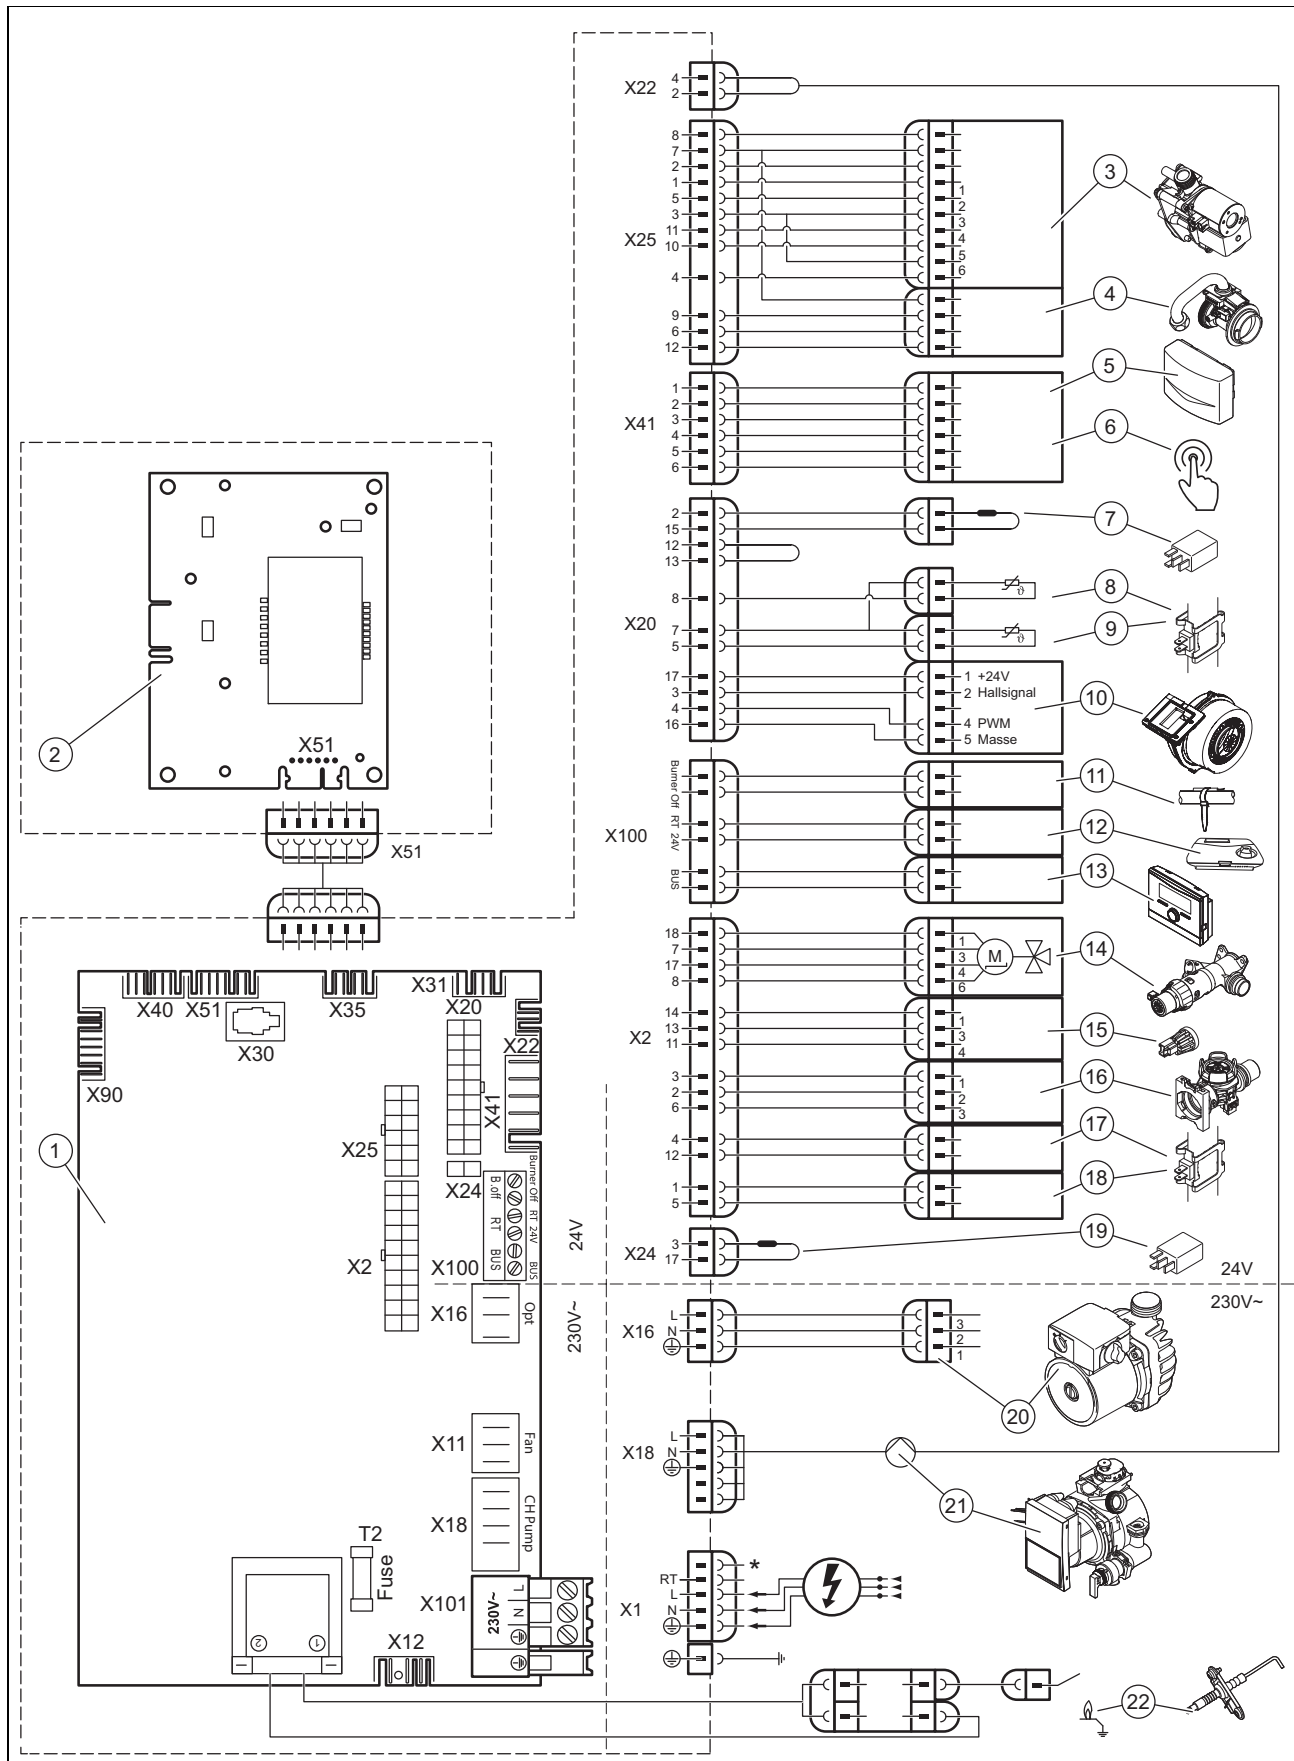 X22
4
2
X25
8
7
2
1
5
3
11
10
4
9
6
12
1
2
3
4
5
6
3
4
X41
1
2
3
4
5
6
5
6
X20
2
15
12
13
8
7
5
17
3
4
16
ϑ
ϑ
1 +24V
2 Hallsignal
4 PWM
5 Masse
7
8
9
10
X100
Burner Off
RT 24V
BUS
11
12
13
X2
18
7
17
8
14
13
11
3
2
6
4
12
1
5
1
3
4
6
M
1
3
4
1
2
3
14
15
16
17
18
X24
3
17
19
24V
230V~
X16
L
N
3
2
1
20
X18
L
N
21
X1
*
RT
L
N
22
2
X51
X51
X40
X51
X35
X31
X20
X30
X22
X90
X41
X25
1
X24
B.off
RT
BUS
Burner Off
RT 24V
BUS
24V
X2
X100
X16
Opt
230V~
X11
Fan
X18
CH Pump
T2
Fuse
X101
230V~
L
N
X12
2
1